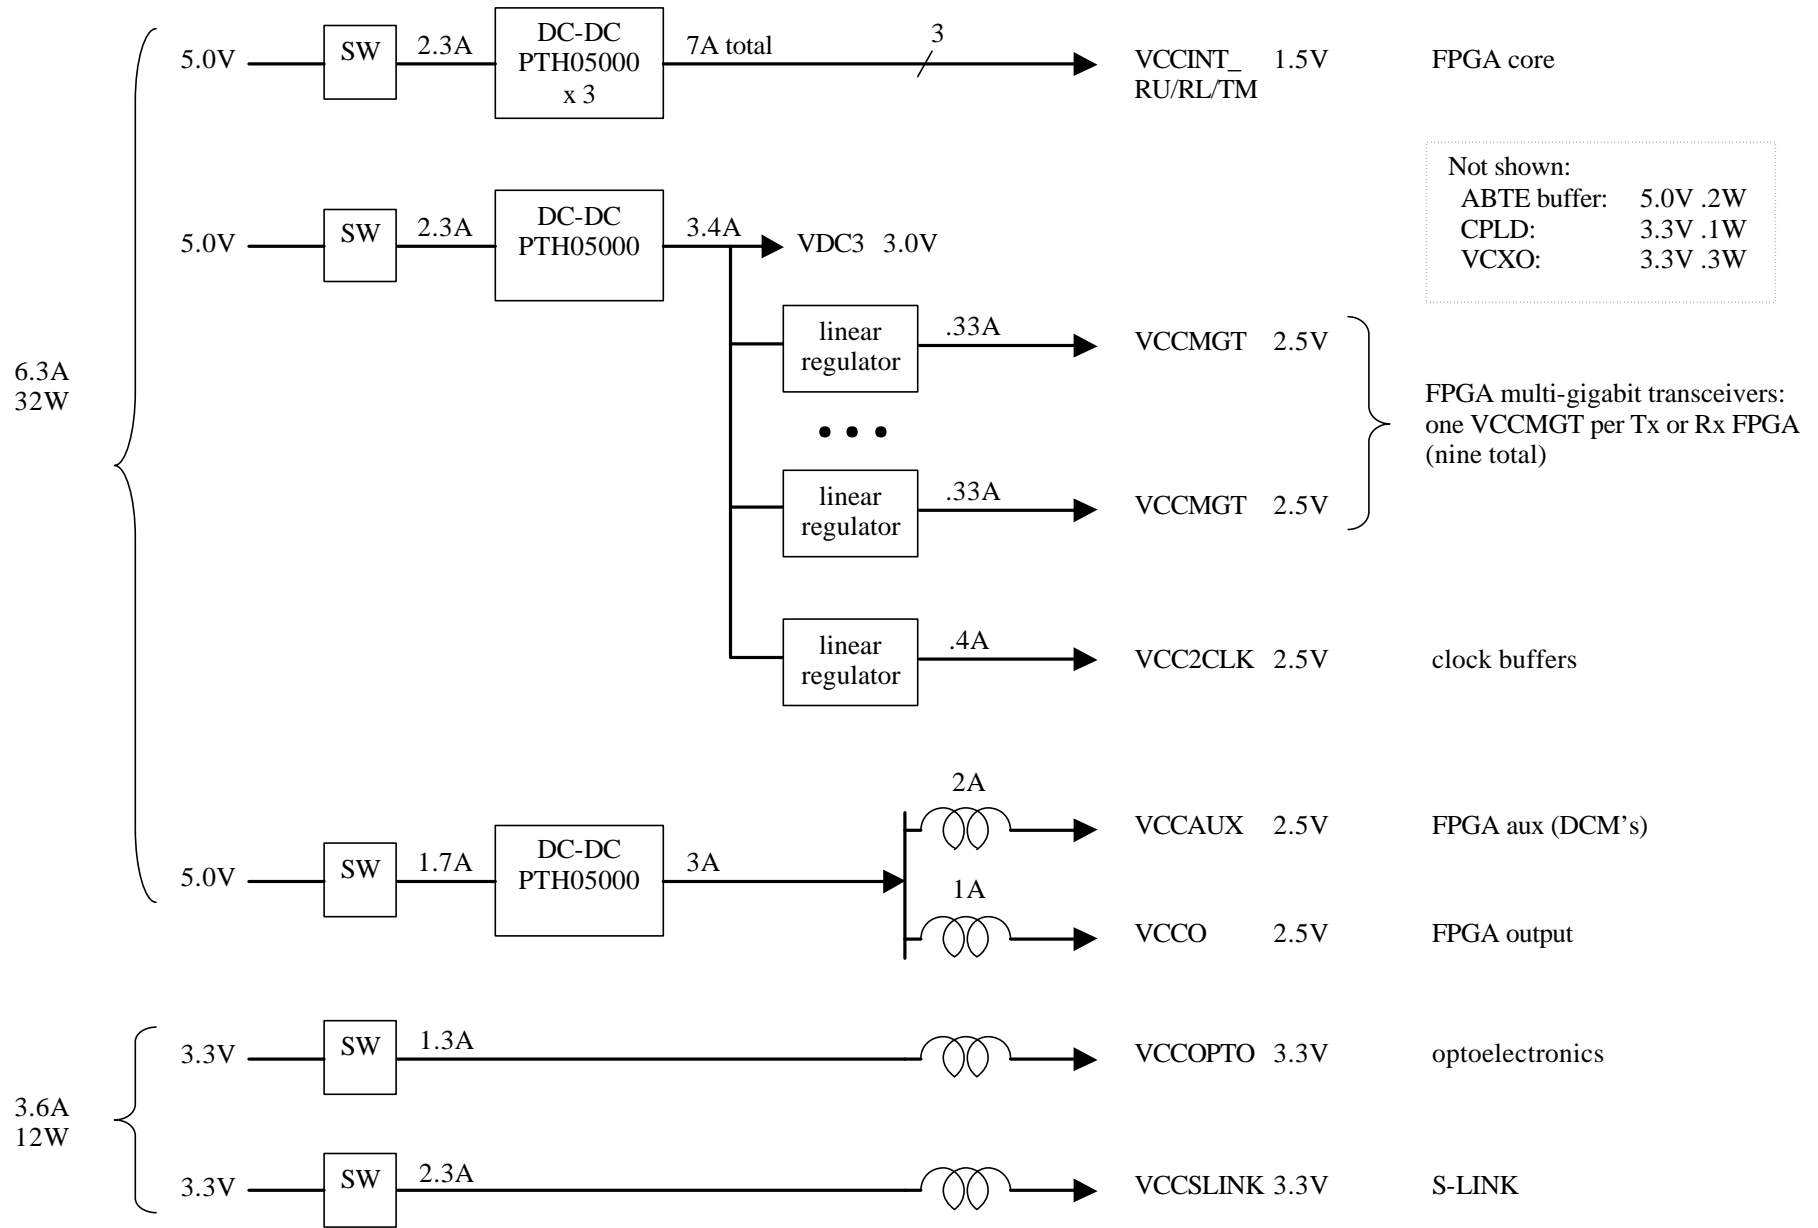 5.0V SW 2.3A DC-DC PTH05000 x 3 7A total 3 VCCINT_ RU/RL/TM 1.5V FPGA core
Not shown:
ABTE buffer: 5.0V .2W
CPLD: 3.3V .1W
VCXO: 3.3V .3W
5.0V SW 2.3A DC-DC PTH05000 3.4A VDC3 3.0V
linear regulator .33A VCCMGT 2.5V
6.3A
32W
FPGA multi-gigabit transceivers:
one VCCMGT per Tx or Rx FPGA
(nine total)
linear regulator .33A VCCMGT 2.5V
linear regulator .4A VCC2CLK 2.5V clock buffers
2A VCCAUX 2.5V FPGA aux (DCM's)
5.0V SW 1.7A DC-DC PTH05000 3A
1A VCCO 2.5V FPGA output
3.3V SW 1.3A VCCOPTO 3.3V optoelectronics
3.6A
12W
3.3V SW 2.3A VCCSLINK 3.3V S-LINK